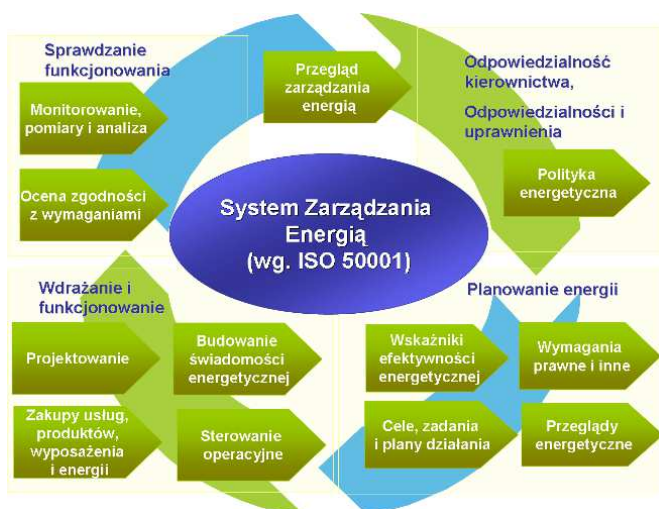 Sprawdzanie
funkcjonowania
Monitorowanie,
pomiary i analiza
Ocena zgodności
z wymaganiami
Przegląd
zarządzania
energią
Odpowiedzialność
kierownictwa,
Odpowiedzialności i
uprawnienia
Polityka
energetyczna
System Zarządzania
Energią
(wg. ISO 50001)
Wdrażanie i
funkcjonowanie
Projektowanie
Budowanie
świadomości
energetycznej
Zakupy usług,
produktów,
wyposażenia
i energii
Sterowanie
operacyjne
Planowanie energii
Wskaźniki
efektywności
energetycznej
Wymagania
prawne i inne
Cele, zadania
i plany działania
Przeglądy
energetyczne